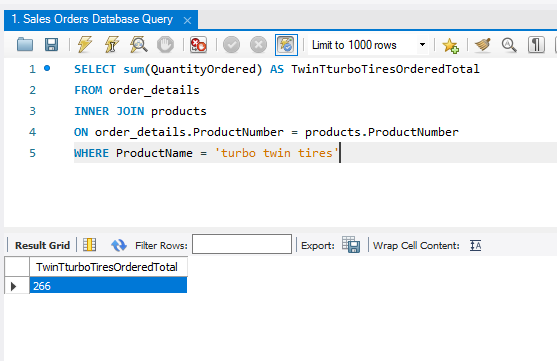 1. Sales Orders Database Query
Limit to 1000 rows
1 SELECT sum(QuantityOrdered) AS TwinTturboTiresOrderedTotal
2 FROM order_details
3 INNER JOIN products
4 ON order_details.ProductNumber = products.ProductNumber
5 WHERE ProductName = 'turbo twin tires'
Result Grid Filter Rows: Export: Wrap Cell Content:
TwinTturboTiresOrderedTotal
266